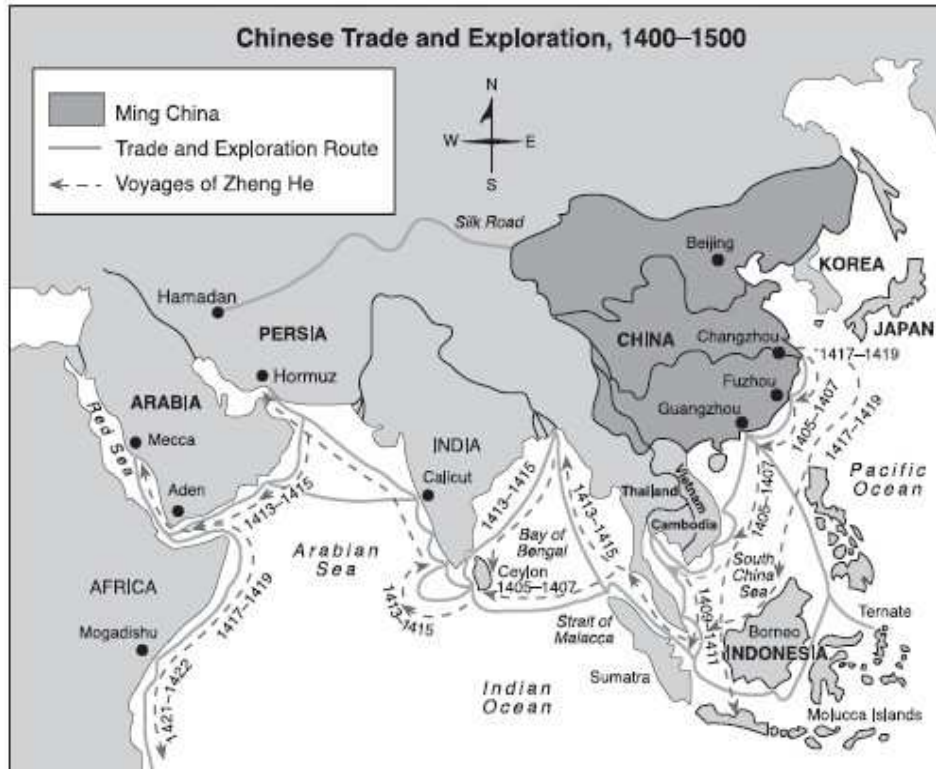 Chinese Trade and Exploration, 1400–1500
Ming China
Trade and Exploration Route
Voyages of Zheng He
N
W E
S
Silk Road
Beijing
KOREA
Hamadan
PERSIA
CHINA
Changzhou
JAPAN
1417–1419
Hormuz
Fuzhou
ARABIA
Guangzhou
1405–1407
1417–1419
Red Sea
Mecca
INDIA
Pacific
Ocean
Aden
Calicut
1413–1415
1413–1415
1413–1415
Thailand
Vietnam
Cambodia
1405–1407
Arabian
Sea
Bay of
Bengal
South
China
Sea
AFRICA
Ceylon
1405–1407
1413–1415
1417–1419
1409–1411
Ternate
Mogadishu
Strait of
Malacca
Borneo
INDONESIA
Sumatra
1421–1422
Indian
Ocean
Molucca Islands